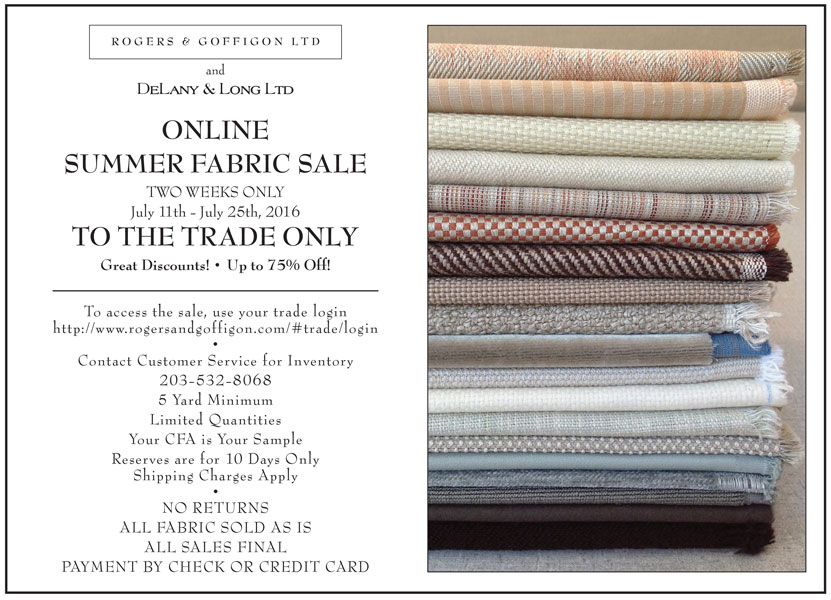 ROGERS & GOFFIGON LTD
and
DELANY & LONG LTD
ONLINE
SUMMER FABRIC SALE
TWO WEEKS ONLY
July 11th - July 25th, 2016
TO THE TRADE ONLY
Great Discounts! • Up to 75% Off!
To access the sale, use your trade login
http://www.rogersandgoffigon.com/#trade/login
•
Contact Customer Service for Inventory
203-532-8068
5 Yard Minimum
Limited Quantities
Your CFA is Your Sample
Reserves are for 10 Days Only
Shipping Charges Apply
•
NO RETURNS
ALL FABRIC SOLD AS IS
ALL SALES FINAL
PAYMENT BY CHECK OR CREDIT CARD